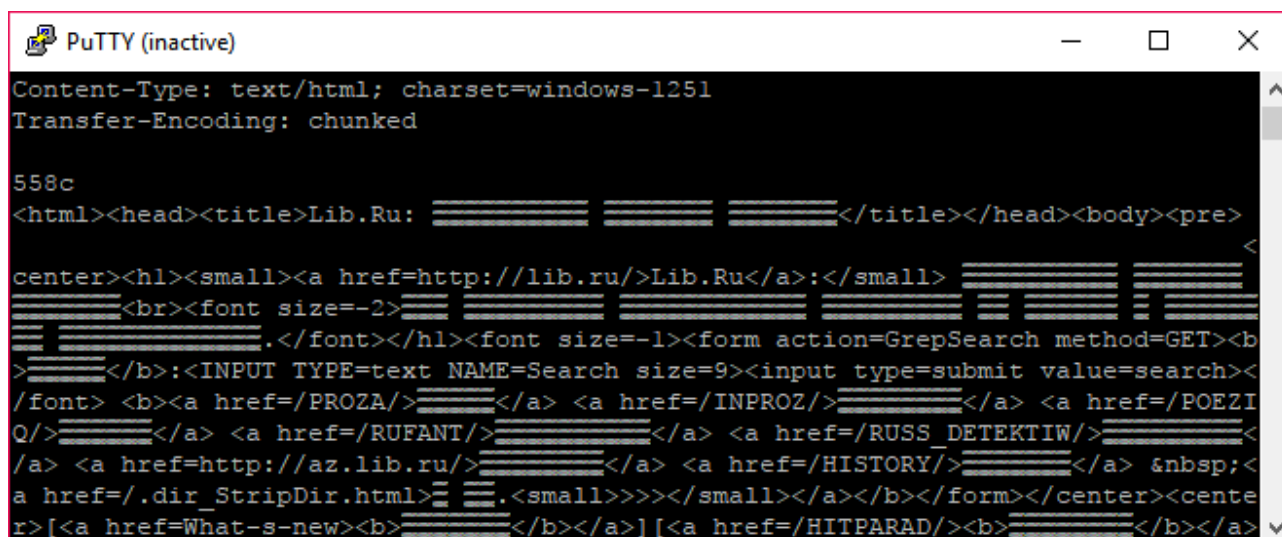 PuTTY (inactive)
Content-Type: text/html; charset=windows-1251
Transfer-Encoding: chunked
558c
<html><head><title>Lib.Ru: </title></head><body><pre>
<
center><h1><small><a href=http://lib.ru/>Lib.Ru</a>:</small>
<br><font size=-2>
.</font></h1><font size=-1><form action=GrepSearch method=GET><b
></b>:<INPUT TYPE=text NAME=Search size=9><input type=submit value=search><
/font> <b><a href=/PROZA/></a> <a href=/INPROZ/></a> <a href=/POEZI
Q/></a> <a href=/RUFANT/></a> <a href=/RUSS_DETEKTIW/><
/a> <a href=http://az.lib.ru/></a> <a href=/HISTORY/></a> &nbsp;<
a href=/.dir_StripDir.html> .<small>>>></small></a></b></form></center><cente
r>[<a href=What-s-new><b></b></a>][<a href=/HITPARAD/><b></b></a>